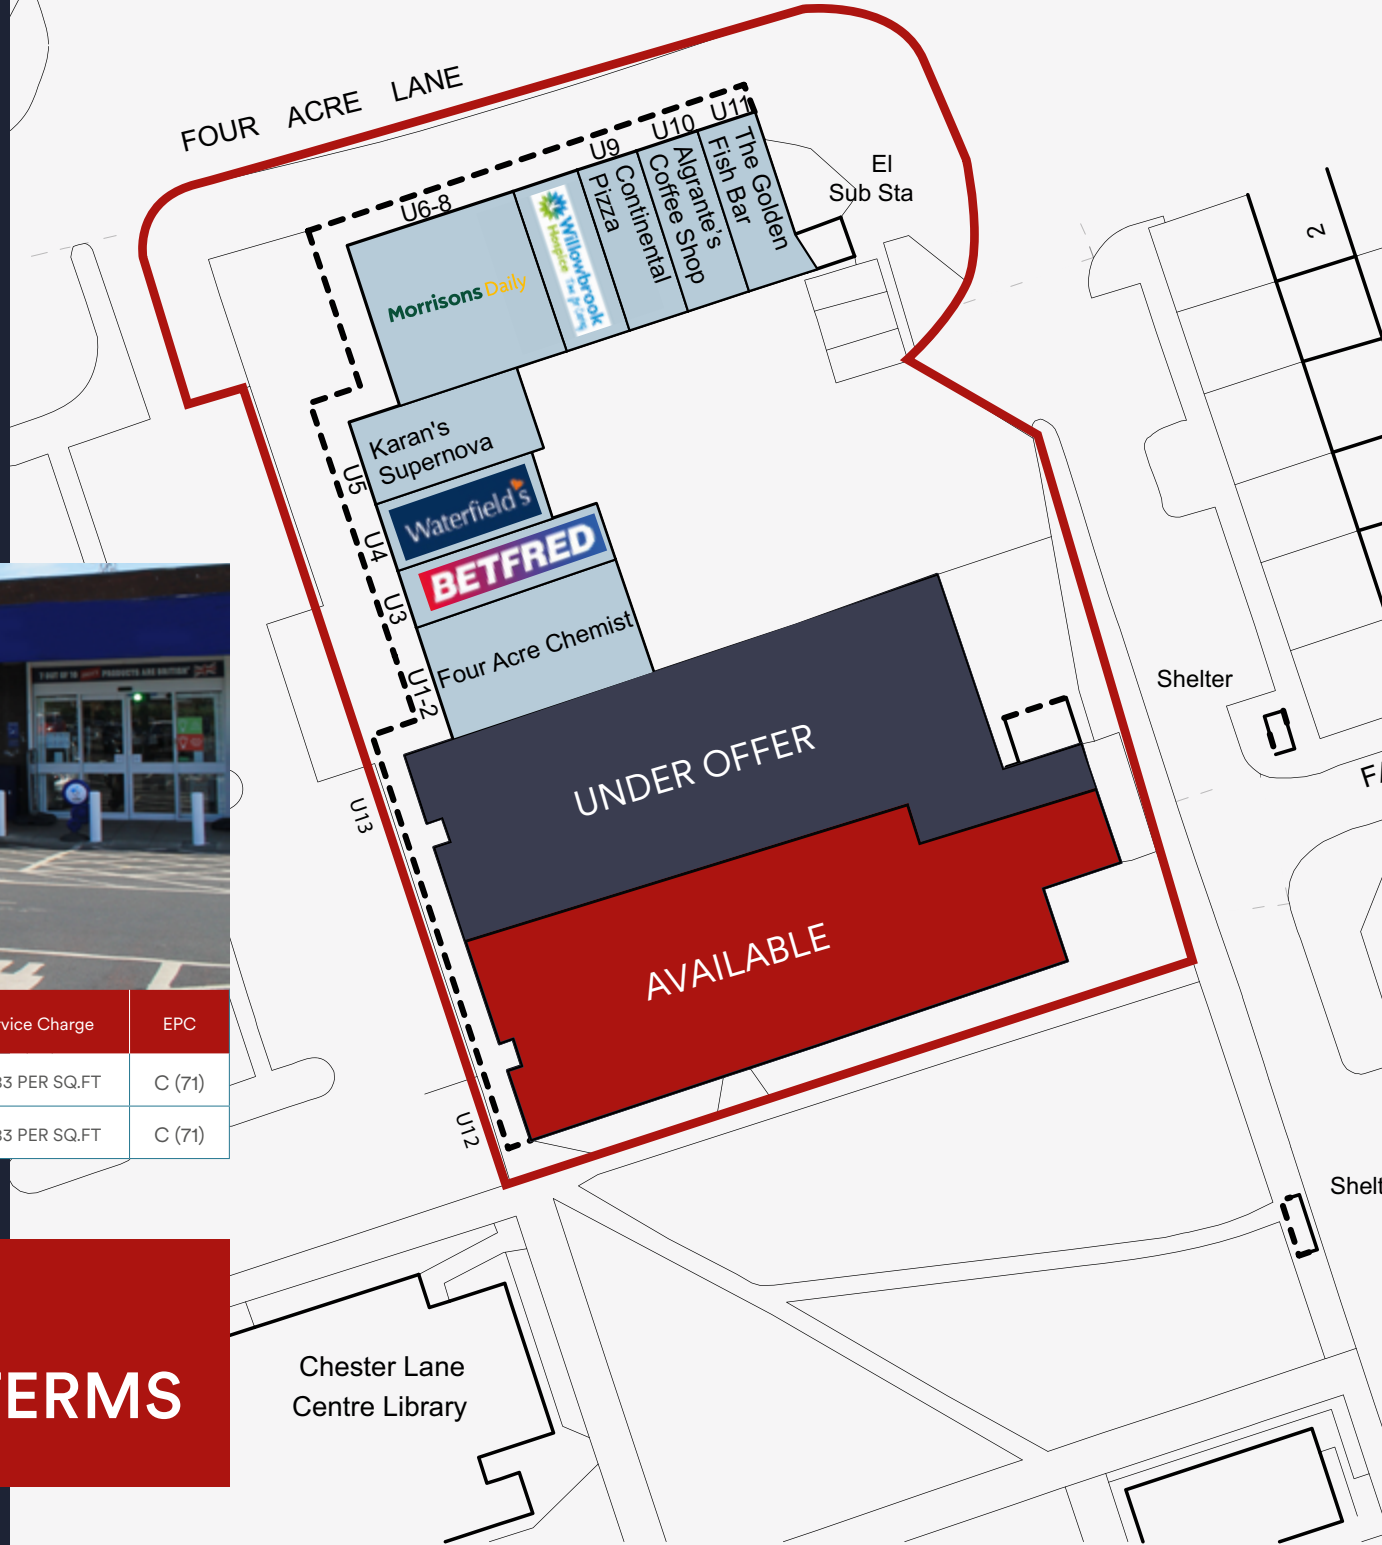 FOUR ACRE LANE
U11
U10
U9
U6-8
The Golden
Fish Bar
Algrante's
Coffee Shop
Continental
Pizza
Willowbrook
Hospice
Morrisons Daily
El
Sub Sta
2
Karan's
Supernova
U5
Waterfield's
U4
BETFRED
U3
Four Acre Chemist
U1-2
Shelter
UNDER OFFER
U13
AVAILABLE
U12
Service Charge
EPC
33 PER SQ.FT
C (71)
33 PER SQ.FT
C (71)
TERMS
Chester Lane
Centre Library